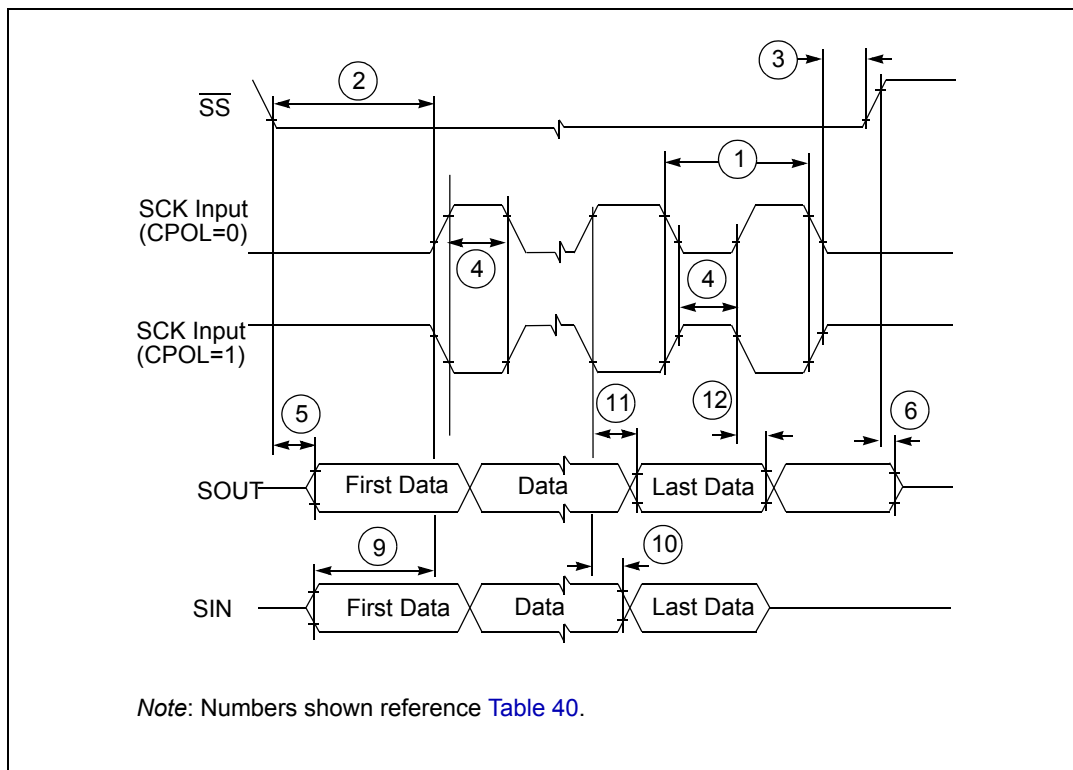 3
2
SS
1
SCK Input
(CPOL=0)
4
4
SCK Input
(CPOL=1)
5
11
12
6
SOUT
First Data
Data
Last Data
9
10
SIN
First Data
Data
Last Data
Note: Numbers shown reference Table 40.